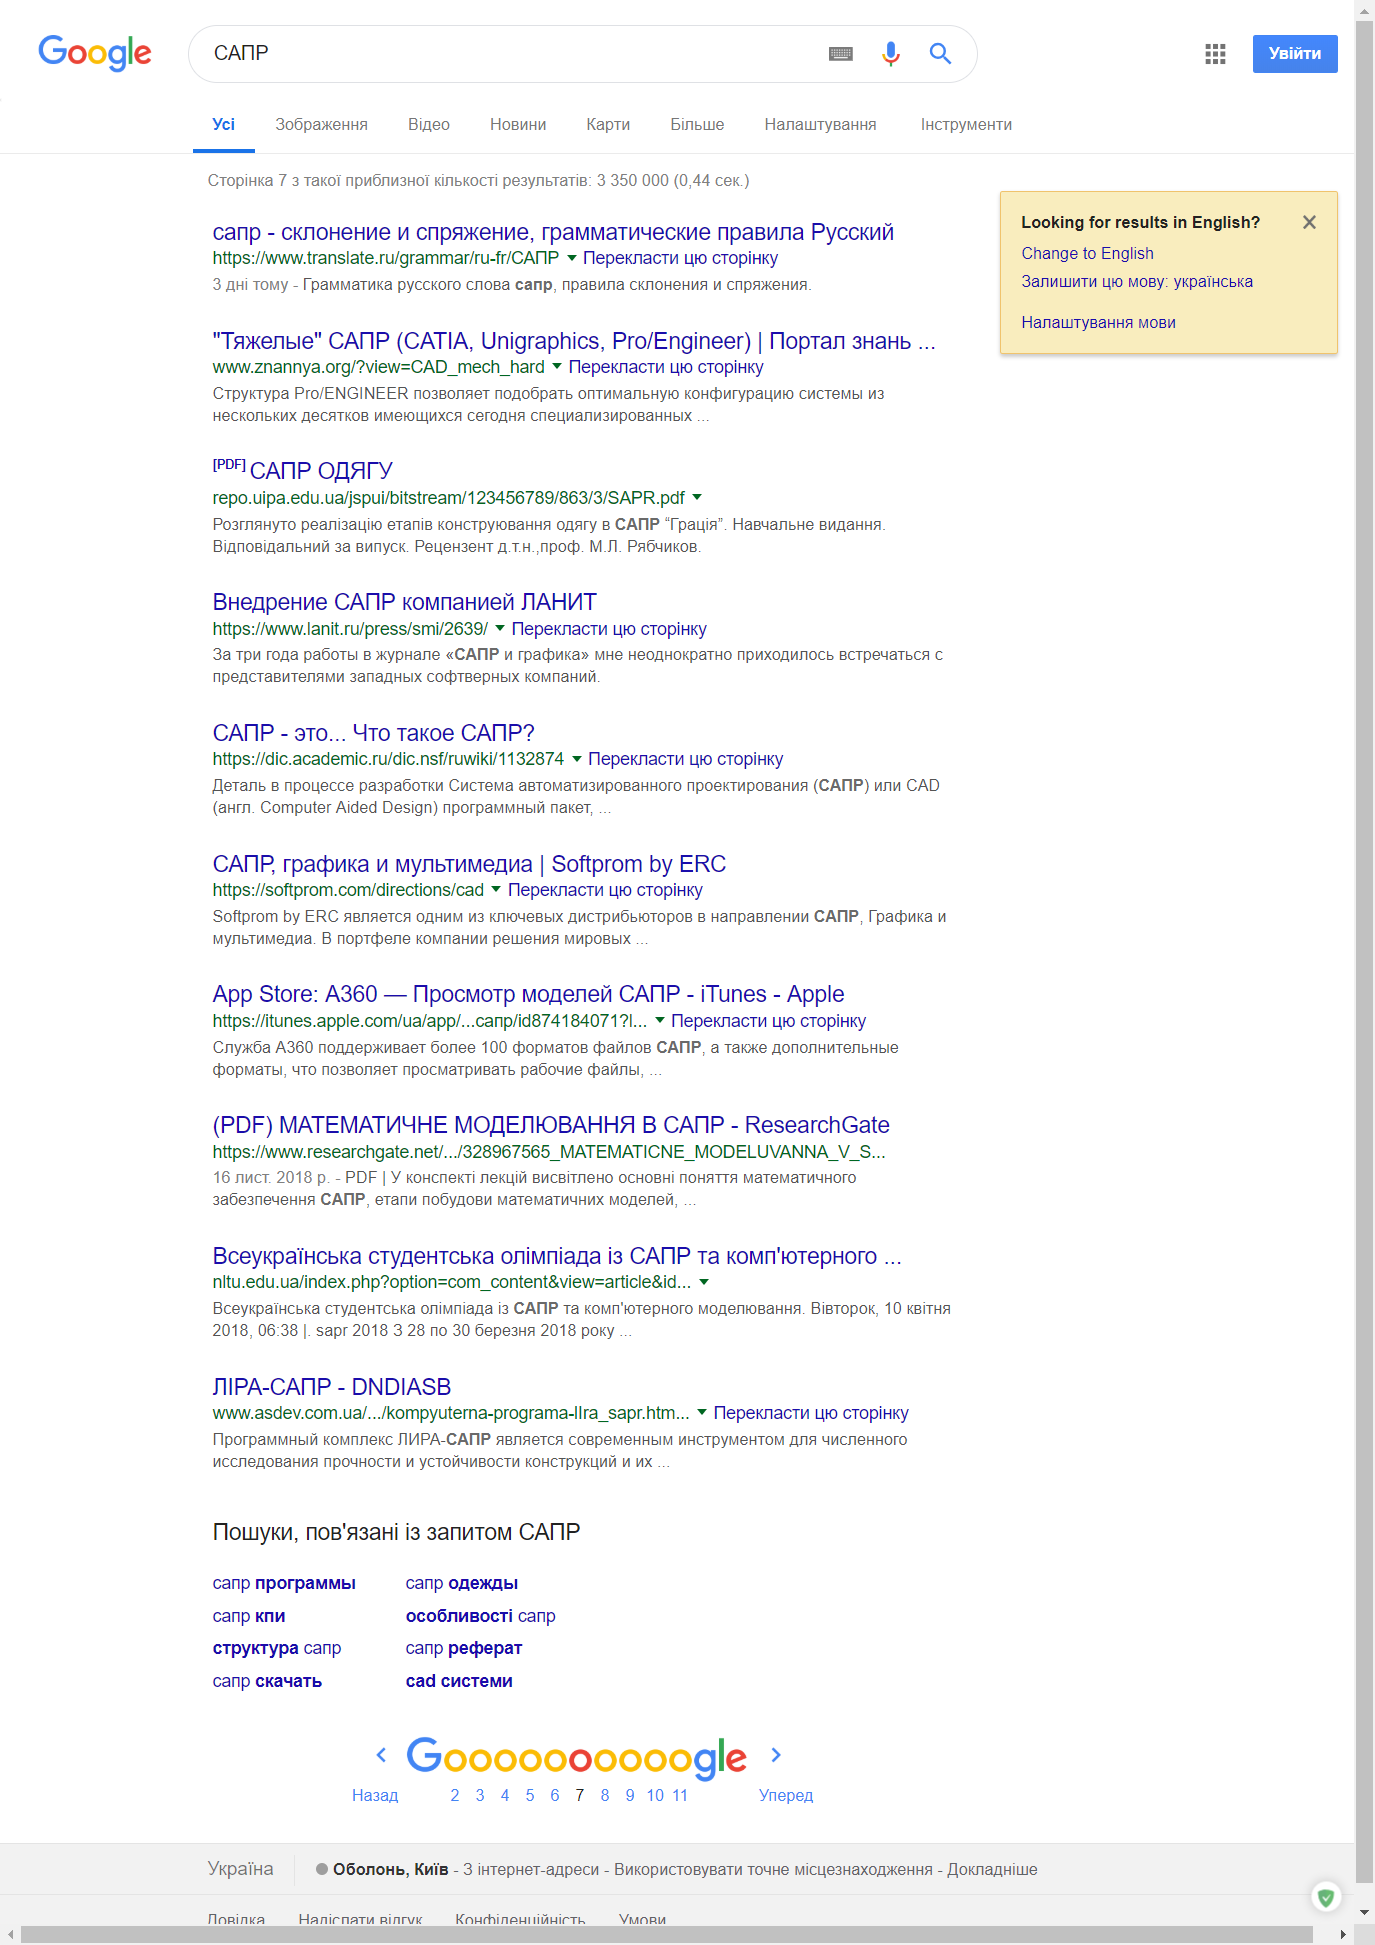 Google
САПР
Увійти
Усі Зображення Відео Новини Карти Більше Налаштування Інструменти
Сторінка 7 з такої приблизної кількості результатів: 3 350 000 (0,44 сек.)
Looking for results in English?
Change to English
Залишити цю мову: українська
Налаштування мови
сапр - склонение и спряжение, грамматические правила Русский
https://www.translate.ru/grammar/ru-fr/САПР Перекласти цю сторінку
3 дні тому - Грамматика русского слова сапр, правила склонения и спряжения.
"Тяжелые" САПР (CATIA, Unigraphics, Pro/Engineer) | Портал знань ...
www.znannya.org/?view=CAD_mech_hard Перекласти цю сторінку
Структура Pro/ENGINEER позволяет подобрать оптимальную конфигурацию системы из
нескольких десятков имеющихся сегодня специализированных ...
[PDF] САПР ОДЯГУ
repo.uipa.edu.ua/jspui/bitstream/123456789/863/3/SAPR.pdf
Розглянуто реалізацію етапів конструювання одягу в САПР “Грація”. Навчальне видання.
Відповідальний за випуск. Рецензент д.т.н.,проф. М.Л. Рябчиков.
Внедрение САПР компанией ЛАНИТ
https://www.lanit.ru/press/smi/2639/ Перекласти цю сторінку
За три года работы в журнале «САПР и графика» мне неоднократно приходилось встречаться с
представителями западных софтверных компаний.
САПР - это... Что такое САПР?
https://dic.academic.ru/dic.nsf/ruwiki/1132874 Перекласти цю сторінку
Деталь в процессе разработки Система автоматизированного проектирования (САПР) или CAD
(англ. Computer Aided Design) программный пакет, ...
САПР, графика и мультимедиа | Softprom by ERC
https://softprom.com/directions/cad Перекласти цю сторінку
Softprom by ERC является одним из ключевых дистрибьюторов в направлении САПР, Графика и
мультимедиа. В портфеле компании решения мировых ...
App Store: A360 — Просмотр моделей САПР - iTunes - Apple
https://itunes.apple.com/ua/app/...сапр/id874184071?l... Перекласти цю сторінку
Служба A360 поддерживает более 100 форматов файлов САПР, а также дополнительные
форматы, что позволяет просматривать рабочие файлы, ...
(PDF) МАТЕМАТИЧНЕ МОДЕЛЮВАННЯ В САПР - ResearchGate
https://www.researchgate.net/.../328967565_MATEMATICNE_MODELUVANNA_V_S...
16 лист. 2018 р. - PDF | У конспекті лекцій висвітлено основні поняття математичного
забезпечення САПР, етапи побудови математичних моделей, ...
Всеукраїнська студентська олімпіада із САПР та комп'ютерного ...
nltu.edu.ua/index.php?option=com_content&view=article&id...
Всеукраїнська студентська олімпіада із САПР та комп'ютерного моделювання. Вівторок, 10 квітня
2018, 06:38 |. sapr 2018 З 28 по 30 березня 2018 року ...
ЛІРА-САПР - DNDIASB
www.asdev.com.ua/.../kompyuterna-programa-lIra_sapr.htm... Перекласти цю сторінку
Программный комплекс ЛИРА-САПР является современным инструментом для численного
исследования прочности и устойчивости конструкций и их ...
Пошуки, пов'язані із запитом САПР
сапр программы сапр одежды
сапр кпи особливості сапр
структура сапр сапр реферат
сапр скачать cad системи
Goooooooooogle
Назад 2 3 4 5 6 7 8 9 10 11 Уперед
Україна Оболонь, Київ - З інтернет-адреси - Використовувати точне місцезнаходження - Докладніше
Довідка Надіслати відгук Конфіденційність Умови